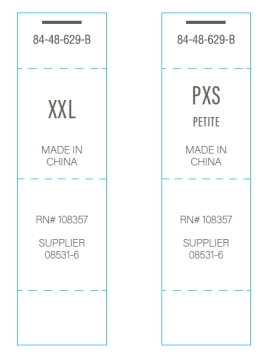 84-48-629-B
XXL
MADE IN
CHINA
RN# 108357
SUPPLIER
08531-6
84-48-629-B
PXS
PETITE
MADE IN
CHINA
RN# 108357
SUPPLIER
08531-6